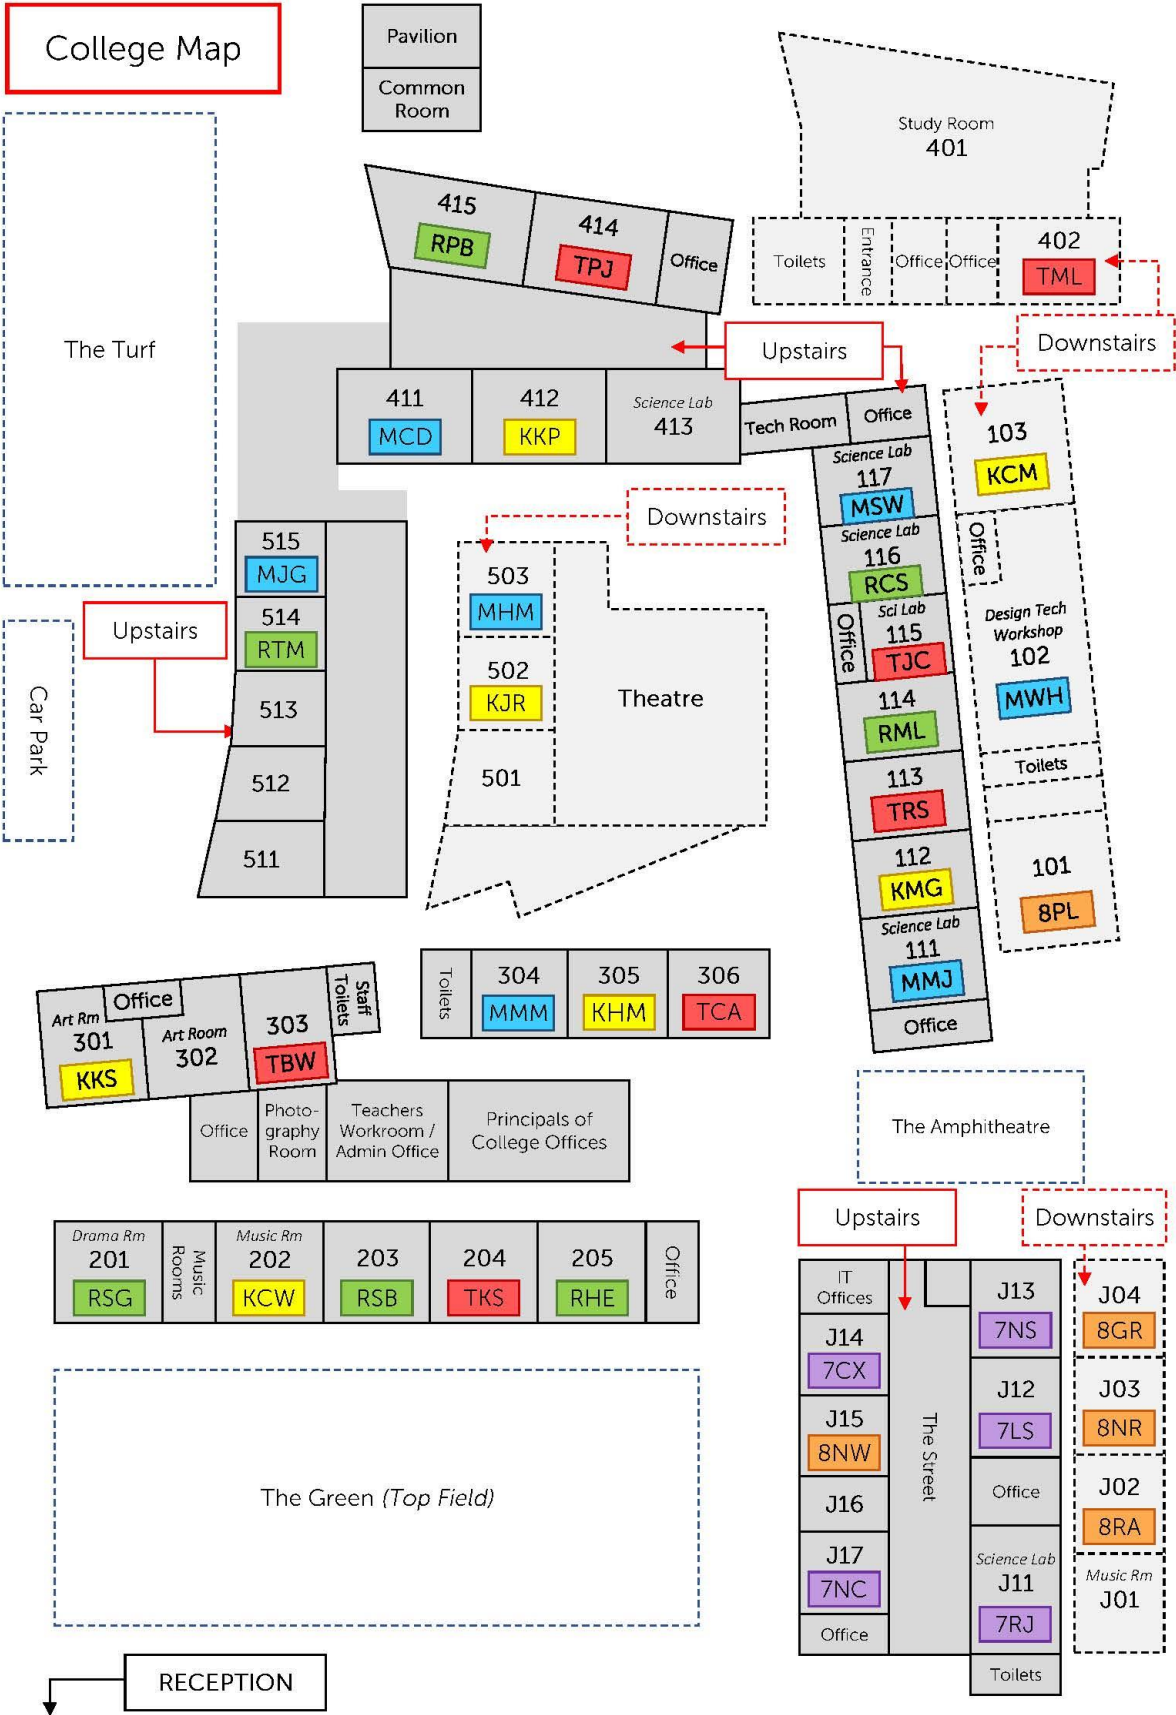 College Map
Pavilion
Common
Room
Study Room
401
The Turf
415
RPB
414
TPJ
Office
Toilets
Entrance
Office
Office
402
TML
Upstairs
Downstairs
411
MCD
412
KKP
Science Lab
413
Tech Room
Office
103
KCM
Science Lab
117
MSW
Downstairs
Science Lab
116
RCS
Office
515
MJG
503
MHM
Upstairs
514
RTM
Office
Sci Lab
115
TJC
Design Tech
Workshop
102
MWH
Car Park
513
502
KJR
Theatre
114
RML
512
501
113
TRS
Toilets
511
112
KMG
101
8PL
Science Lab
111
MMJ
Office
Toilets
304
MMM
305
KHM
306
TCA
Art Rm
301
KKS
Office
Art Room
302
303
TBW
Staff
Toilets
Office
Photo-
graphy
Room
Teachers
Workroom /
Admin Office
Principals of
College Offices
The Amphitheatre
Upstairs
Downstairs
Drama Rm
201
RSG
Music
Rooms
Music Rm
202
KCW
203
RSB
204
TKS
205
RHE
Office
IT
Offices
J14
7CX
J15
8NW
J16
J17
7NC
Office
The Street
J13
7NS
J12
7LS
Office
Science Lab
J11
7RJ
Toilets
J04
8GR
J03
8NR
J02
8RA
Music Rm
J01
The Green (Top Field)
RECEPTION